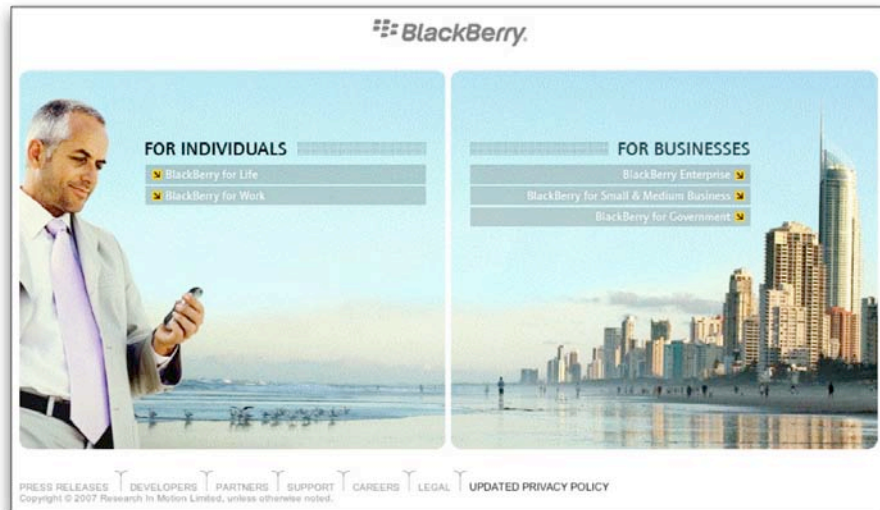 BlackBerry.
FOR INDIVIDUALS
BlackBerry for Life
BlackBerry for Work
FOR BUSINESSES
BlackBerry Enterprise
BlackBerry for Small & Medium Business
BlackBerry for Government
PRESS RELEASES DEVELOPERS PARTNERS SUPPORT CAREERS LEGAL UPDATED PRIVACY POLICY
Copyright © 2007 Research In Motion Limited, unless otherwise noted.